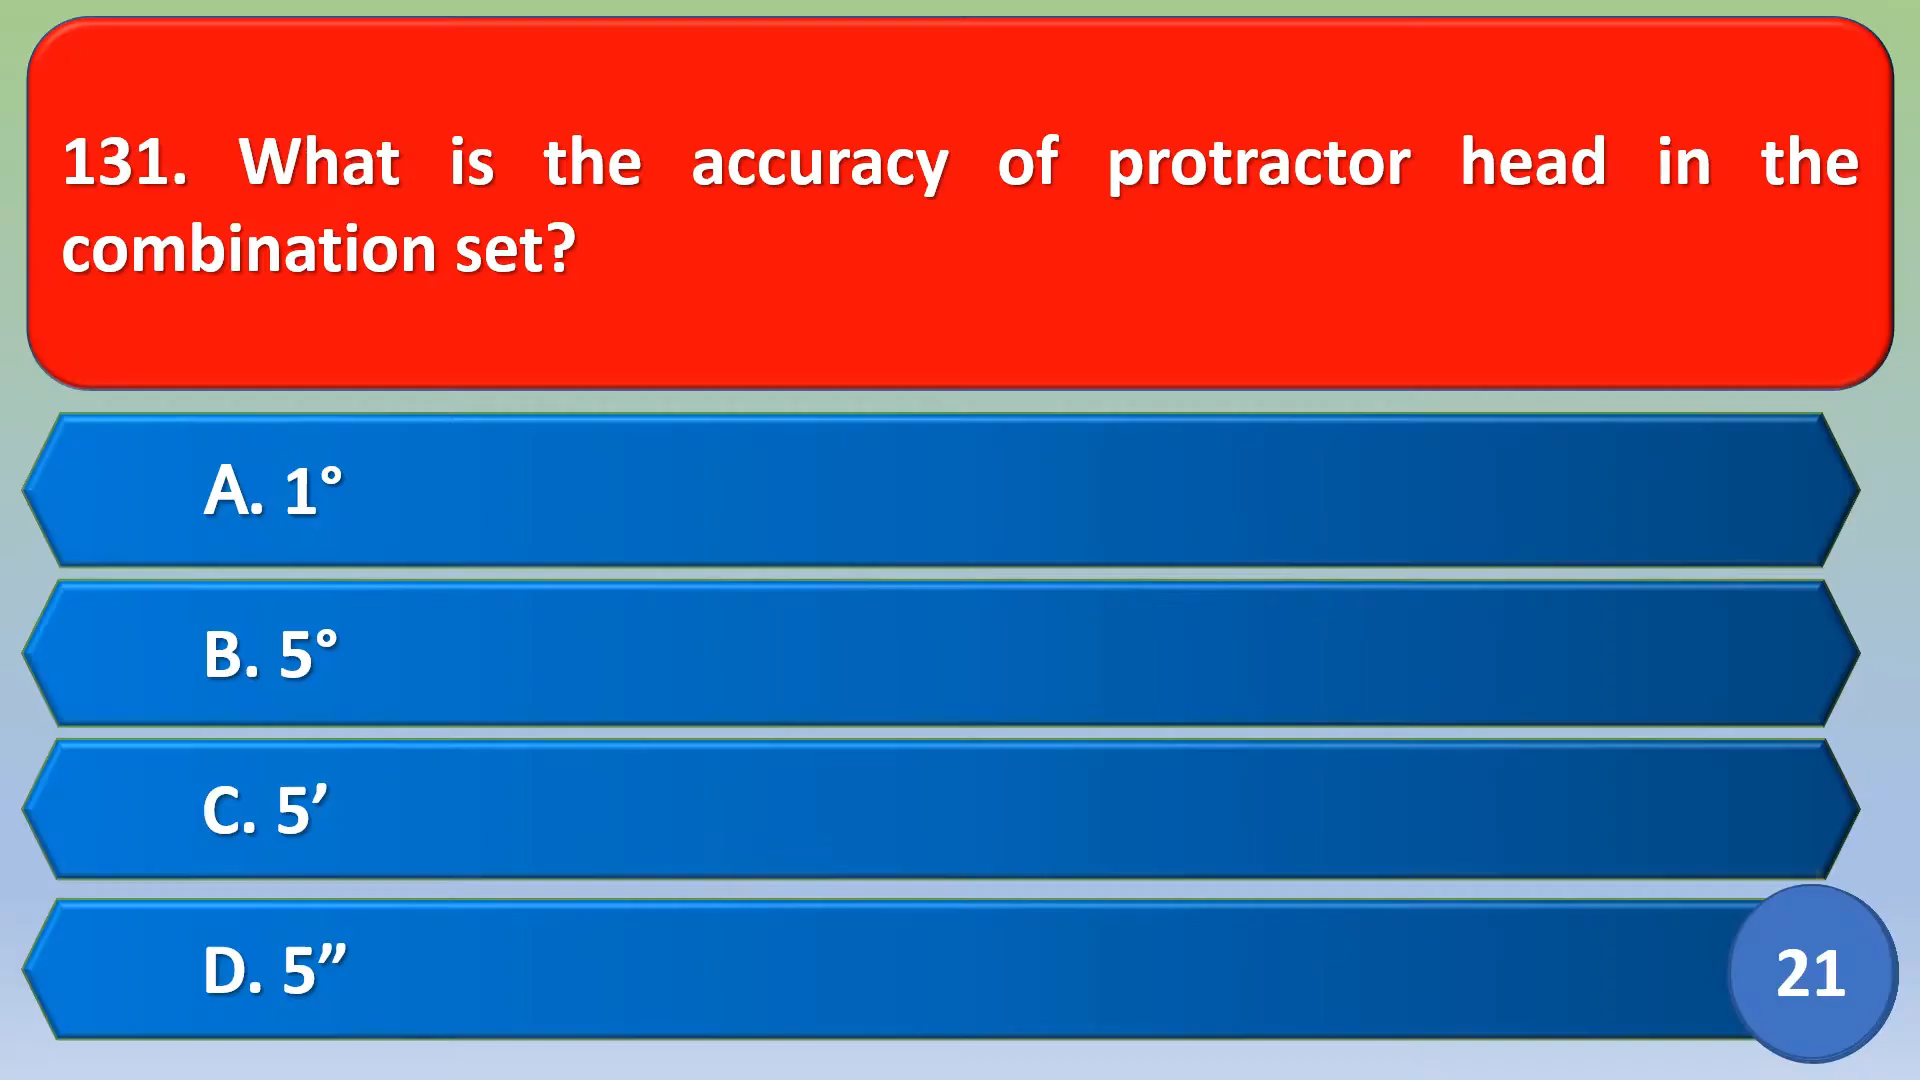 131. What is the accuracy of protractor head in the
combination set?
A. 1°
B. 5°
C. 5’
D. 5”
21